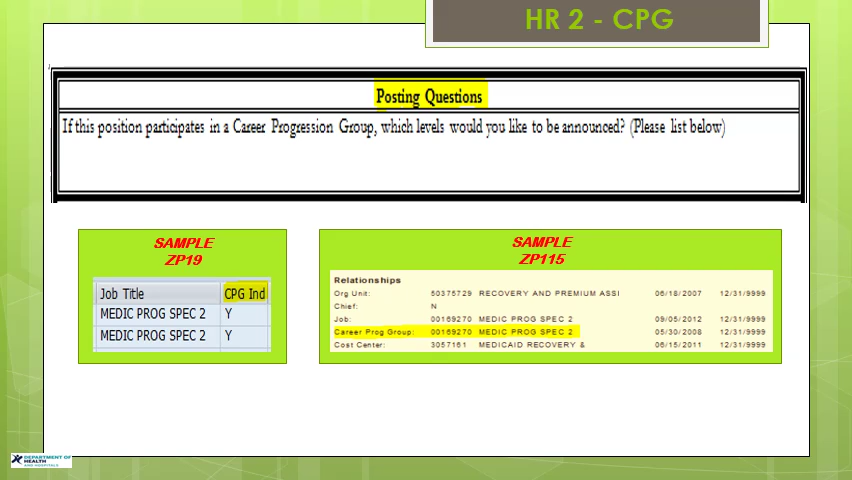 HR 2 - CPG
Posting Questions
If this position participates in a Career Progression Group, which levels would you like to be announced? (Please list below)
SAMPLE
ZP19
Job Title CPG Ind
MEDIC PROG SPEC 2 Y
MEDIC PROG SPEC 2 Y
SAMPLE
ZP115
Relationships
Org Unit: 50375729 RECOVERY AND PREMIUM ASSI 06/18/2007 12/31/9999
Chief: N
Job: 00169270 MEDIC PROG SPEC 2 09/05/2012 12/31/9999
Career Prog Group: 00169270 MEDIC PROG SPEC 2 05/30/2008 12/31/9999
Cost Center: 3057161 MEDICAID RECOVERY & 06/15/2011 12/31/9999
DEPARTMENT OF
HEALTH
AND HOSPITALS